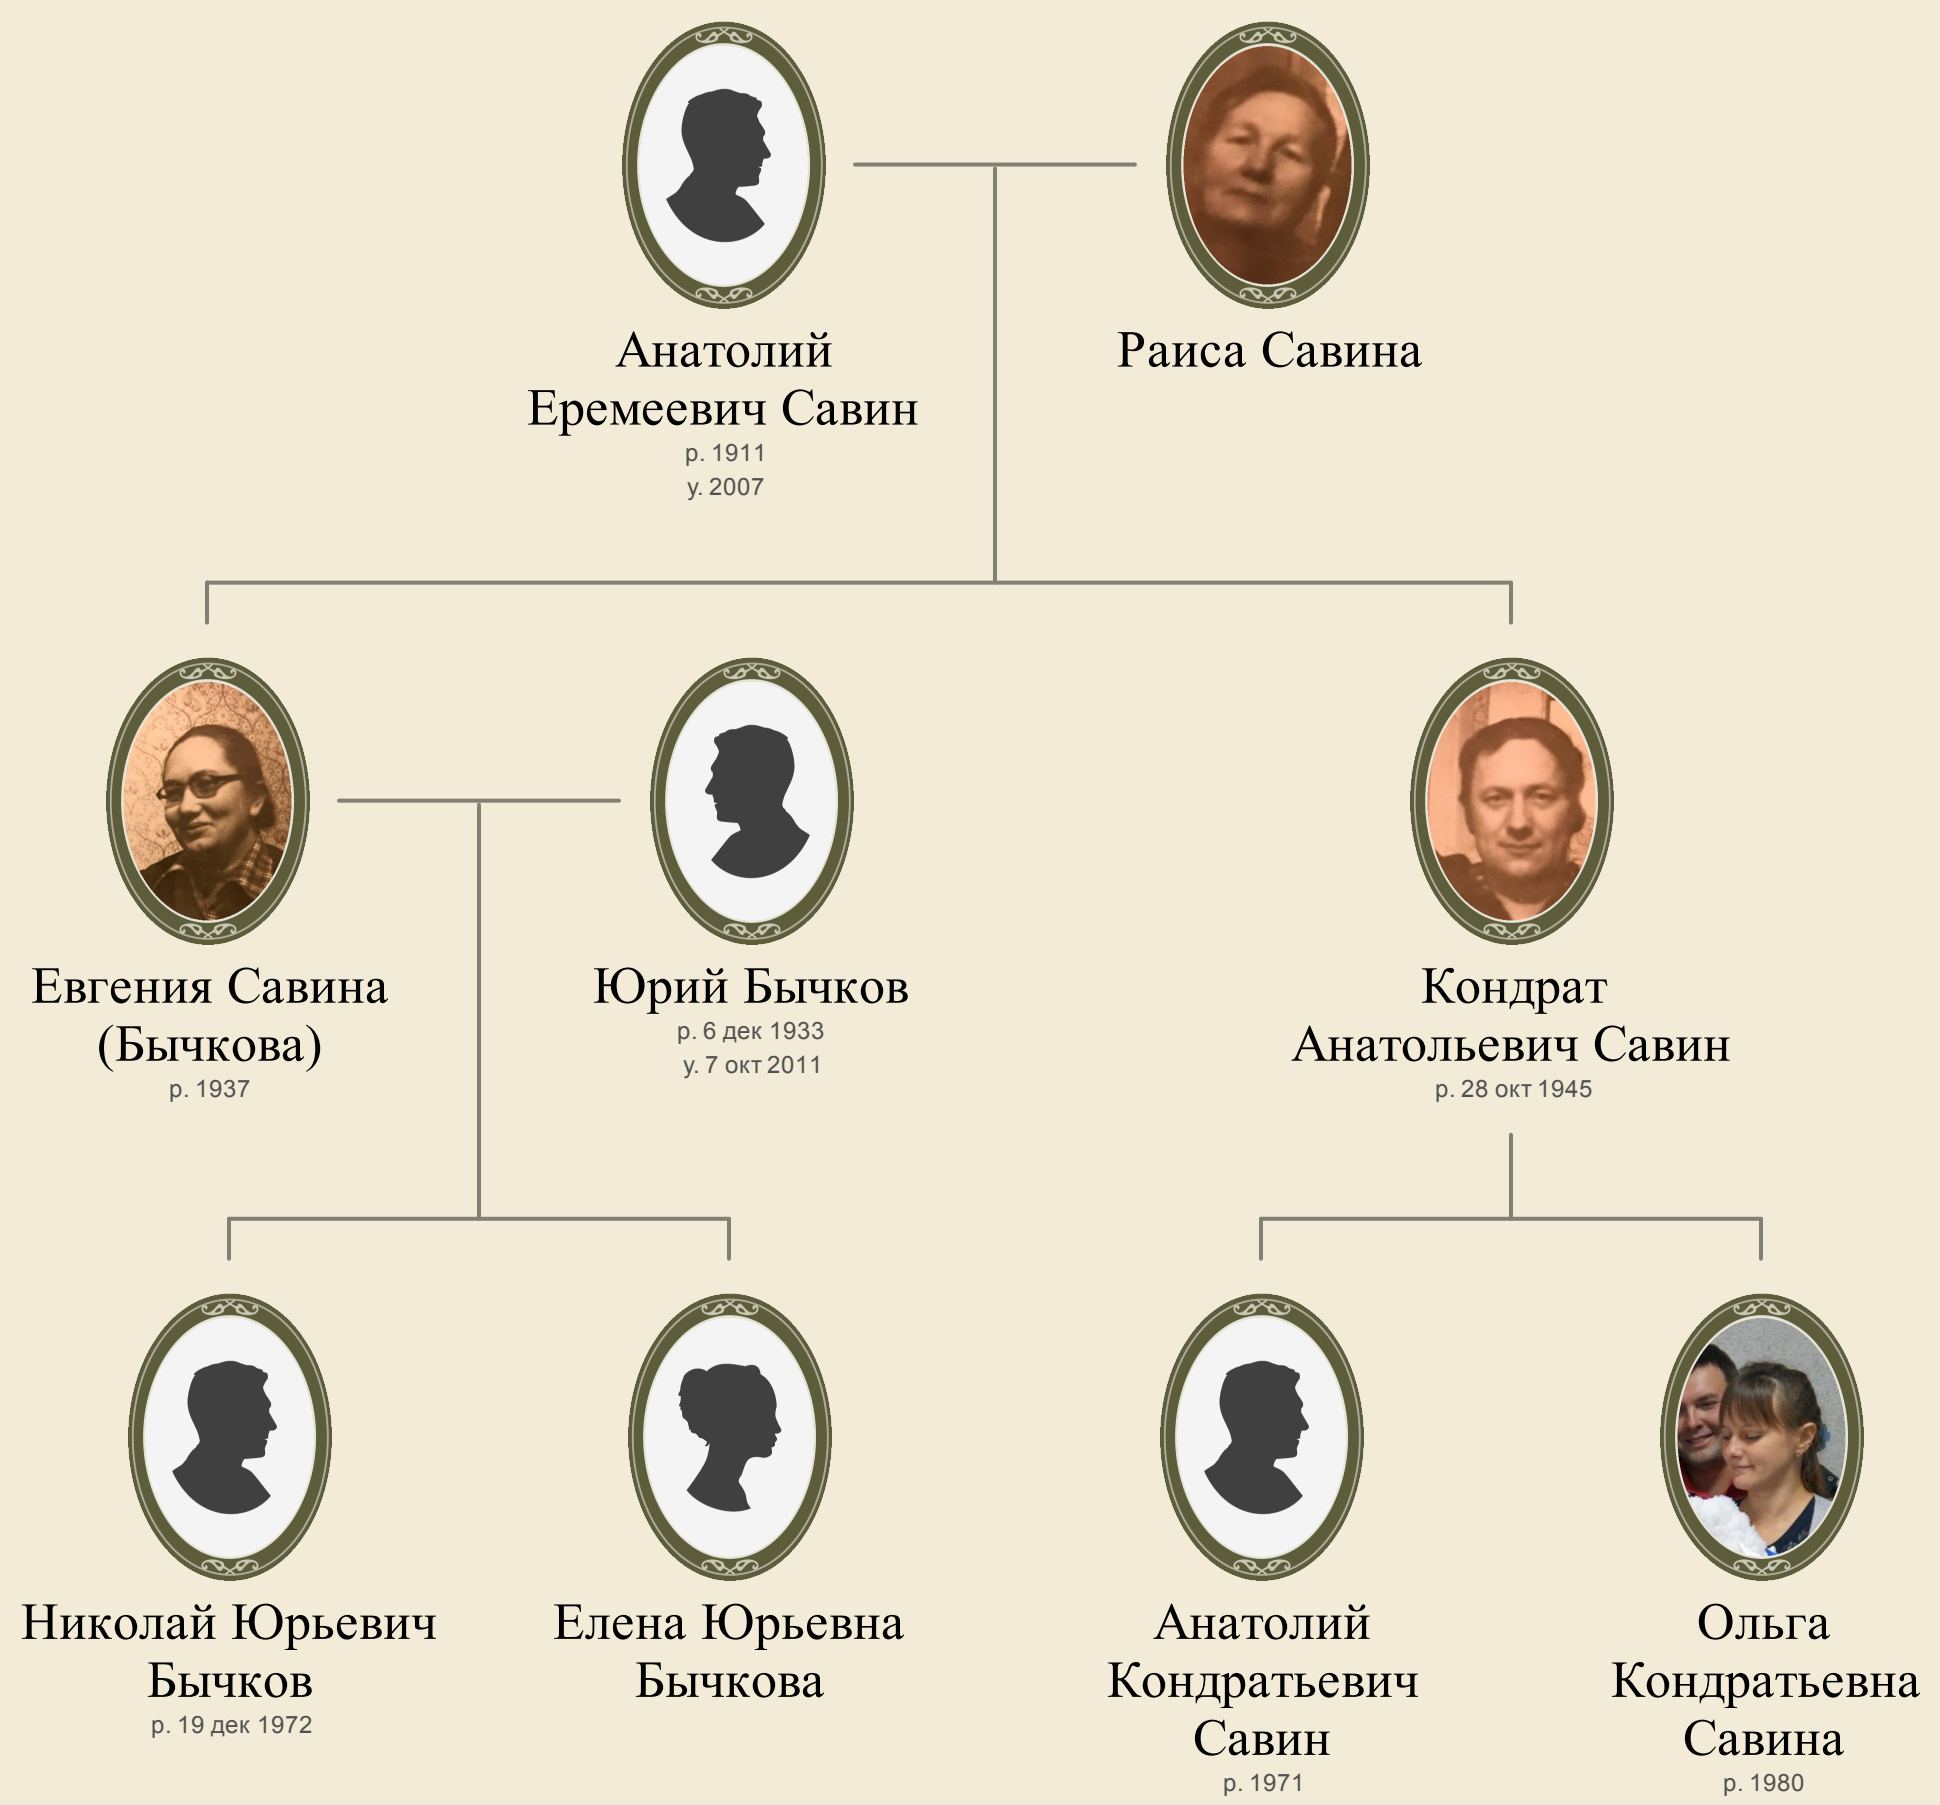 Анатолий
Еремеевич Савин
р. 1911
у. 2007
Раиса Савина
Евгения Савина
(Бычкова)
р. 1937
Юрий Бычков
р. 6 дек 1933
у. 7 окт 2011
Кондрат
Анатольевич Савин
р. 28 окт 1945
Николай Юрьевич
Бычков
р. 19 дек 1972
Елена Юрьевна
Бычкова
Анатолий
Кондратьевич
Савин
р. 1971
Ольга
Кондратьевна
Савина
р. 1980